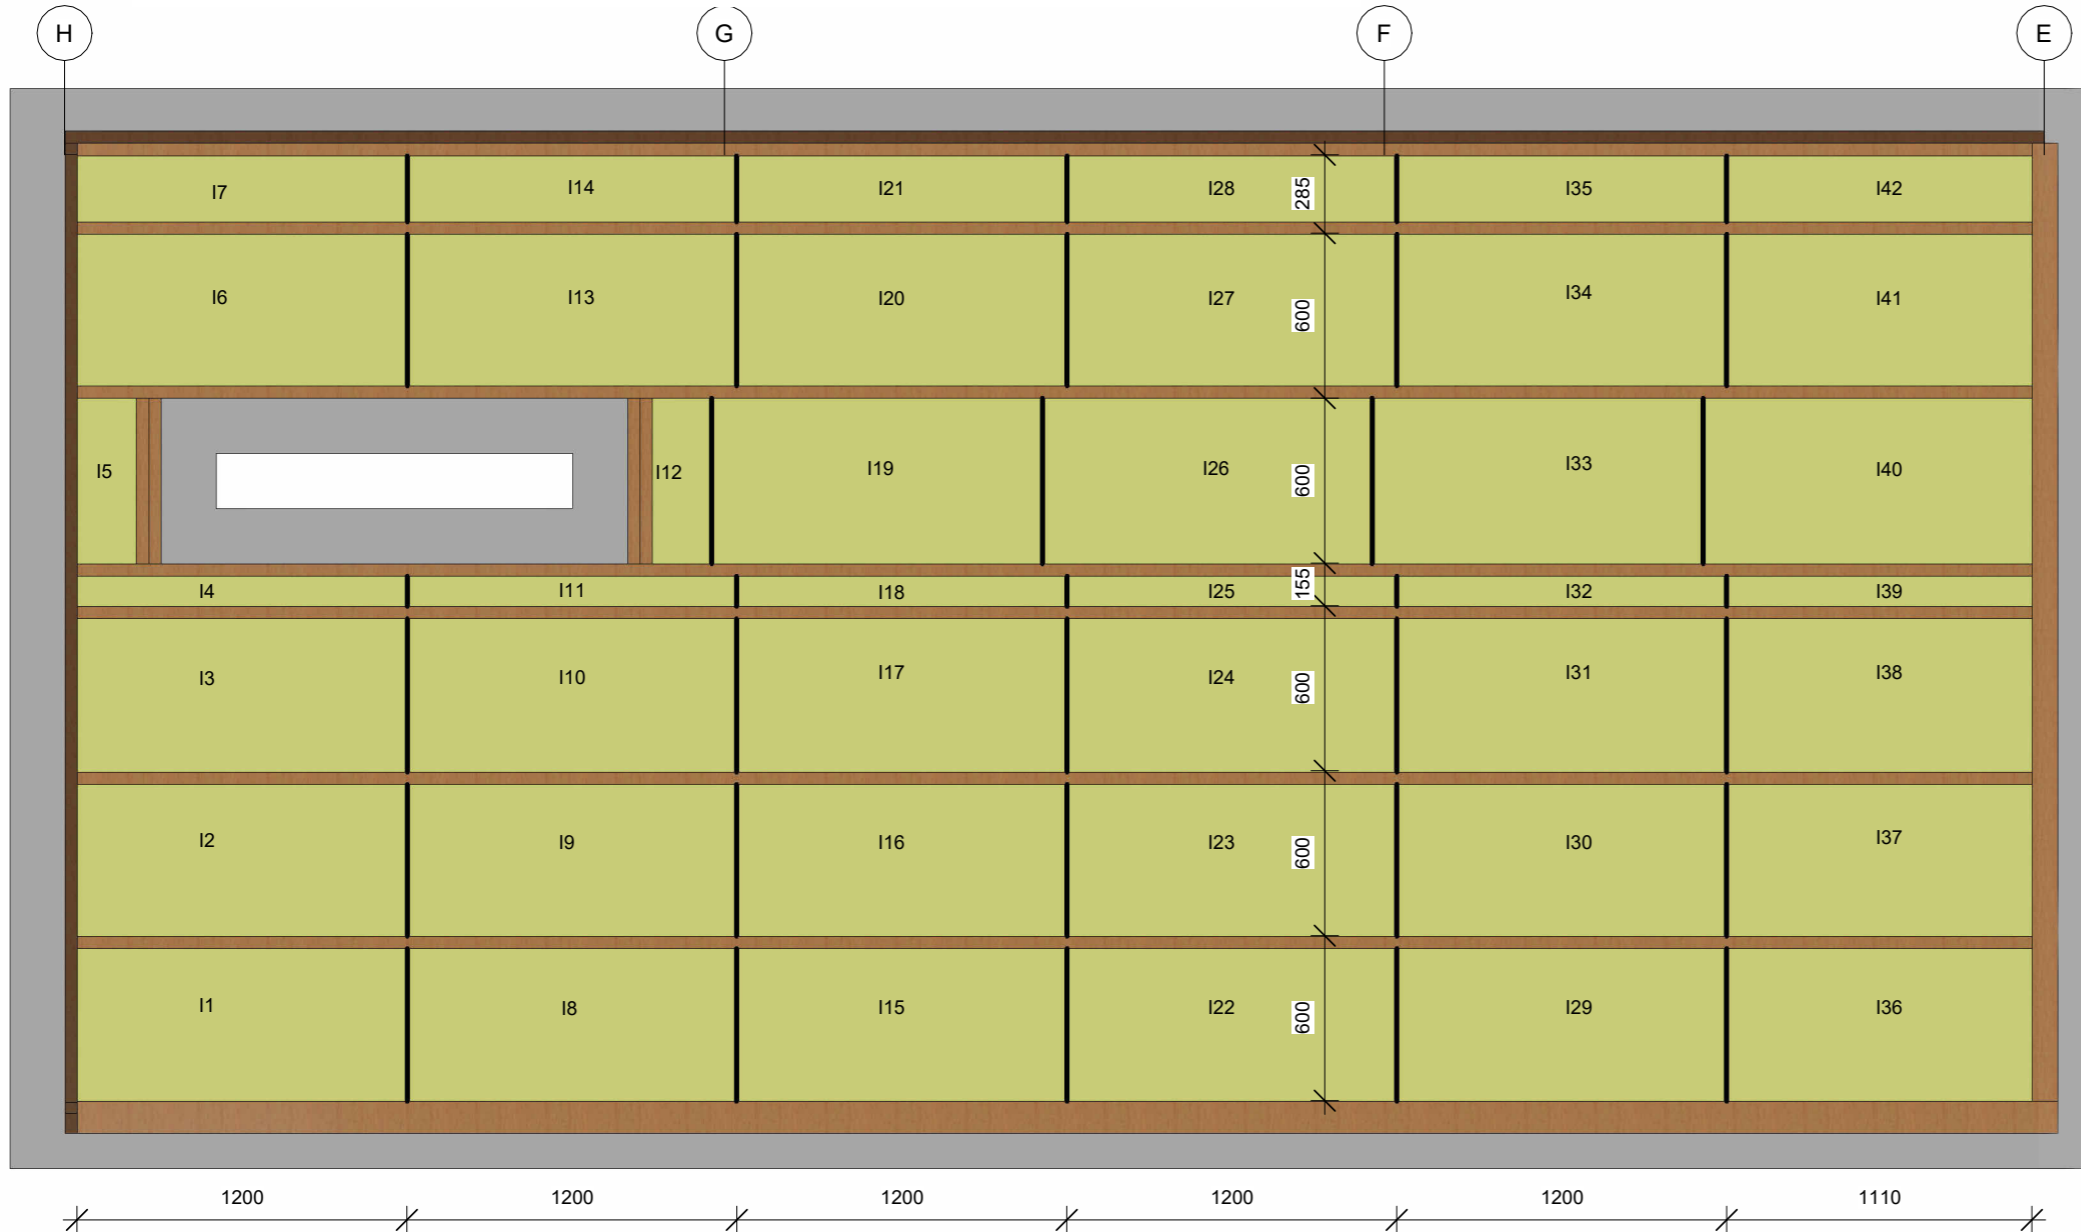 H G F E
I7 I14 I21 I28 285 I35 I42
I6 I13 I20 I27 600 I34 I41
I5 I12 I19 I26 600 I33 I40
I4 I11 I18 I25 155 I32 I39
I3 I10 I17 I24 600 I31 I38
I2 I9 I16 I23 600 I30 I37
I1 I8 I15 I22 600 I29 I36
1200 1200 1200 1200 1200 1110